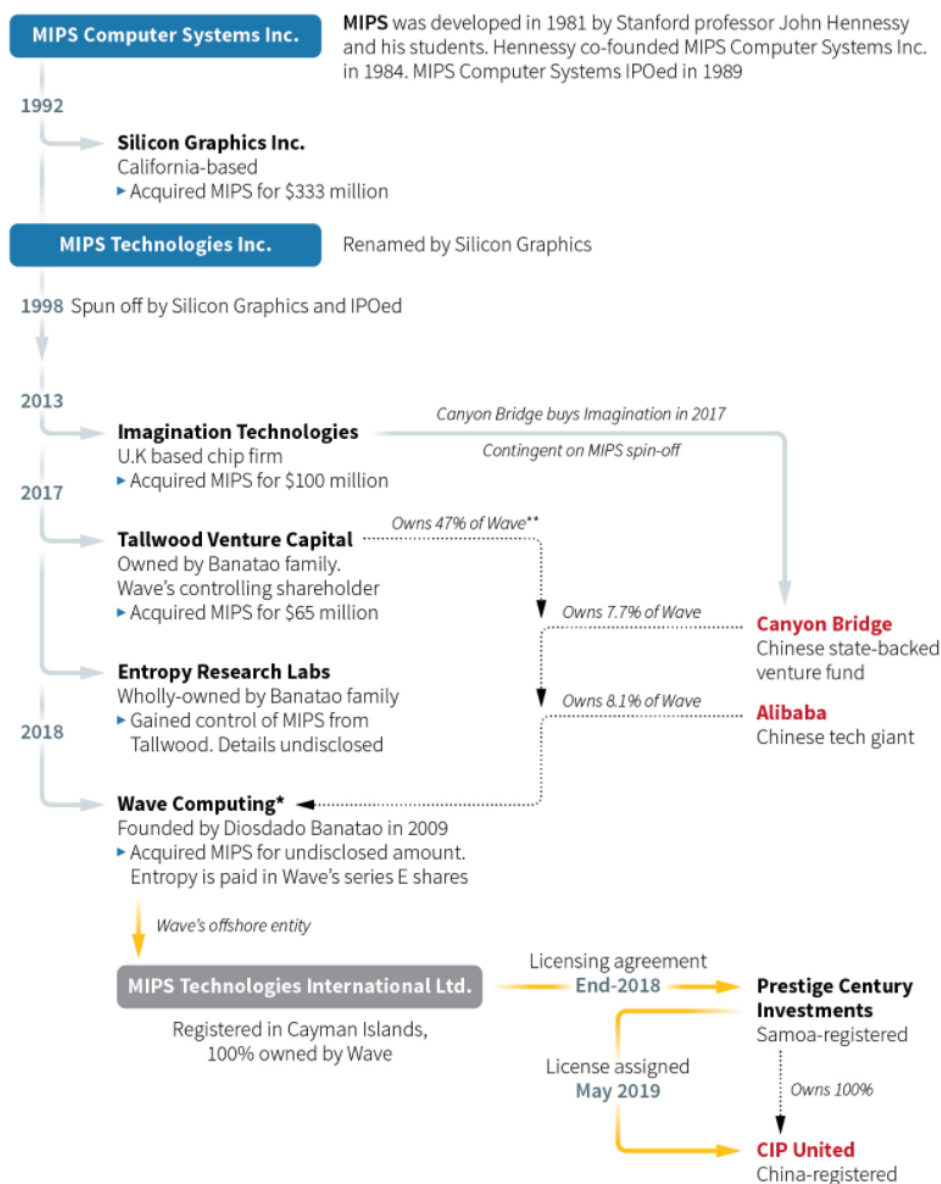 MIPS Computer Systems Inc.
MIPS was developed in 1981 by Stanford professor John Hennessy
and his students. Hennessy co-founded MIPS Computer Systems Inc.
in 1984. MIPS Computer Systems IPOed in 1989
1992
Silicon Graphics Inc.
California-based
▸ Acquired MIPS for $333 million
MIPS Technologies Inc.
Renamed by Silicon Graphics
1998 Spun off by Silicon Graphics and IPOed
2013
Imagination Technologies
U.K based chip firm
▸ Acquired MIPS for $100 million
Canyon Bridge buys Imagination in 2017
Contingent on MIPS spin-off
2017
Tallwood Venture Capital
Owned by Banatao family.
Wave's controlling shareholder
▸ Acquired MIPS for $65 million
Owns 47% of Wave**
Owns 7.7% of Wave
Canyon Bridge
Chinese state-backed
venture fund
Entropy Research Labs
Wholly-owned by Banatao family
▸ Gained control of MIPS from
Tallwood. Details undisclosed
Owns 8.1% of Wave
Alibaba
Chinese tech giant
2018
Wave Computing*
Founded by Diosdado Banatao in 2009
▸ Acquired MIPS for undisclosed amount.
Entropy is paid in Wave's series E shares
Wave's offshore entity
MIPS Technologies International Ltd.
Registered in Cayman Islands,
100% owned by Wave
Licensing agreement
End-2018
Prestige Century
Investments
Samoa-registered
License assigned
May 2019
Owns 100%
CIP United
China-registered